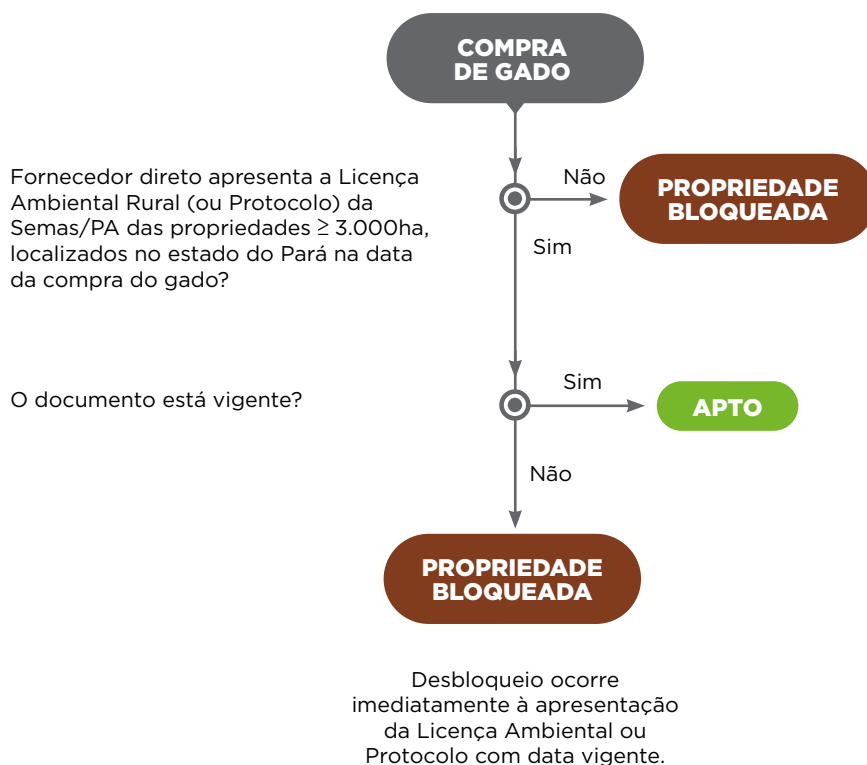 COMPRA
DE GADO
Fornecedor direto apresenta a Licença
Ambiental Rural (ou Protocolo) da
Semas/PA das propriedades ≥ 3.000ha,
localizados no estado do Pará na data
da compra do gado?
Não
PROPRIEDADE
BLOQUEADA
Sim
O documento está vigente?
Sim
APTO
Não
PROPRIEDADE
BLOQUEADA
Desbloqueio ocorre
imediatamente à apresentação
da Licença Ambiental ou
Protocolo com data vigente.